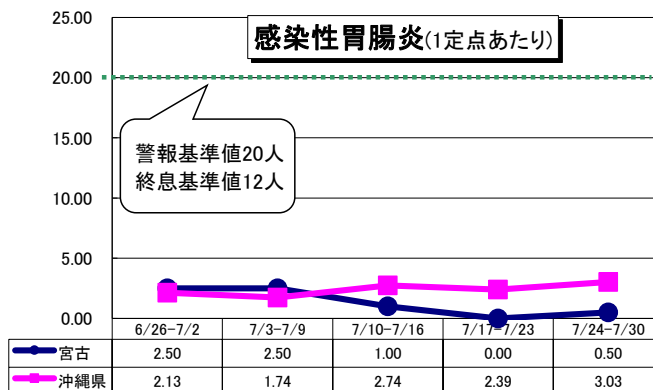 感染性胃腸炎(1定点あたり)
25.00
20.00
15.00
10.00
5.00
0.00
警報基準値20人
終息基準値12人
6/26-7/2 7/3-7/9 7/10-7/16 7/17-7/23 7/24-7/30
宮古 2.50 2.50 1.00 0.00 0.50
沖縄県 2.13 1.74 2.74 2.39 3.03